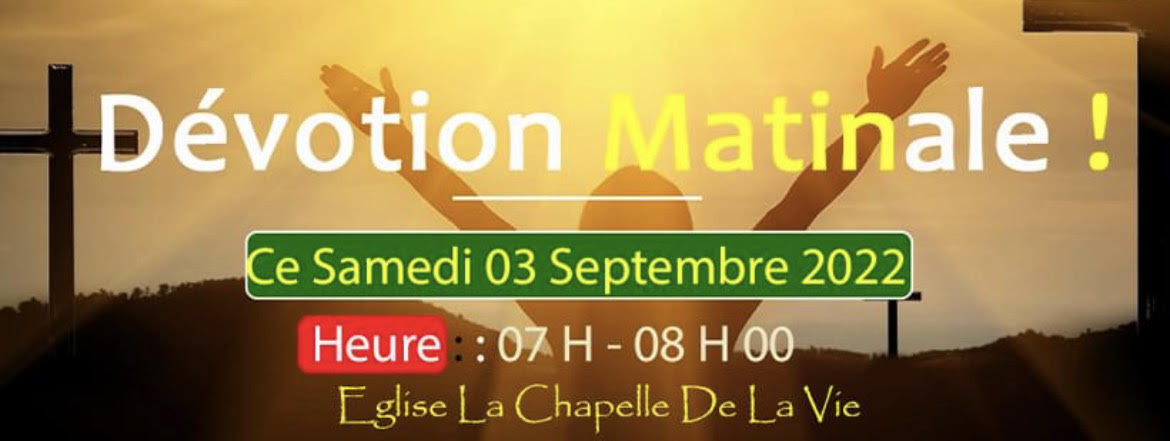 Dévotion Matinale !
Ce Samedi 03 Septembre 2022
Heure : : 07 H - 08 H 00
Eglise La Chapelle De La Vie